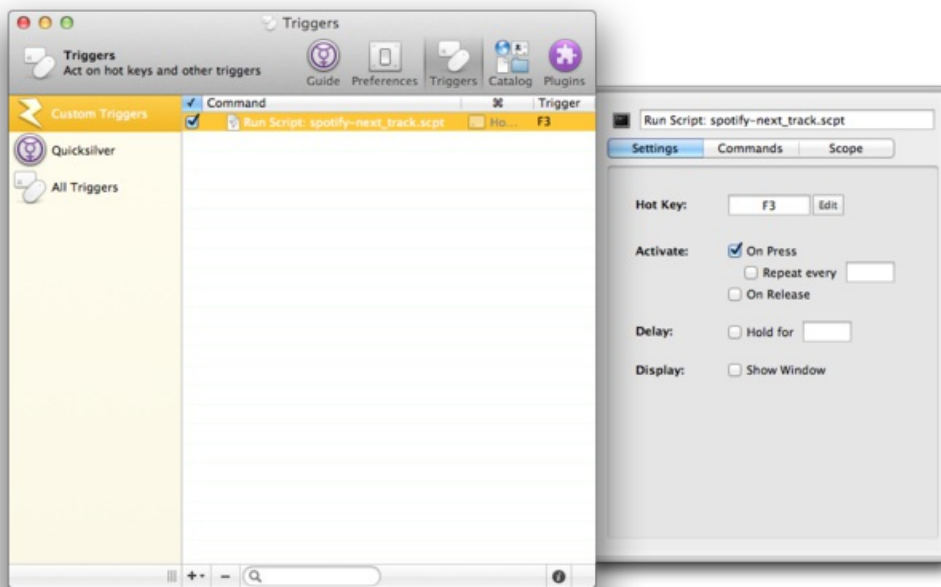 Triggers
Triggers
Act on hot keys and other triggers
Guide Preferences Triggers Catalog Plugins
Custom Triggers
Quicksilver
All Triggers
✓ Command ⌘ Trigger
Run Script: spotify-next_track.scpt Ho... F3
Run Script: spotify-next_track.scpt
Settings Commands Scope
Hot Key: F3 Edit
Activate: On Press
Repeat every
On Release
Delay: Hold for
Display: Show Window